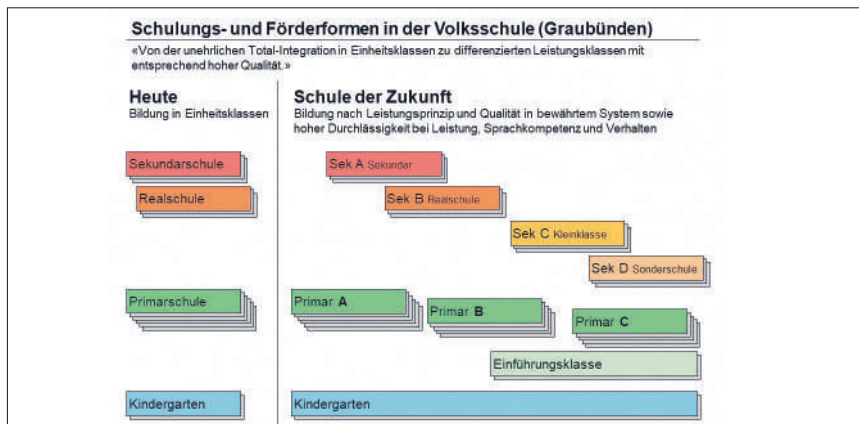 Schulungs- und Förderformen in der Volksschule (Graubünden)
«Von der unehrlichen Total-Integration in Einheitsklassen zu differenzierten Leistungsklassen mit
entsprechend hoher Qualität.»
Heute
Bildung in Einheitsklassen
Schule der Zukunft
Bildung nach Leistungsprinzip und Qualität in bewährtem System sowie
hoher Durchlässigkeit bei Leistung, Sprachkompetenz und Verhalten
Sekundarschule
Realschule
Primarschule
Kindergarten
Sek A Sekundar
Sek B Realschule
Sek C Kleinklasse
Sek D Sonderschule
Primar A
Primar B
Primar C
Einführungsklasse
Kindergarten